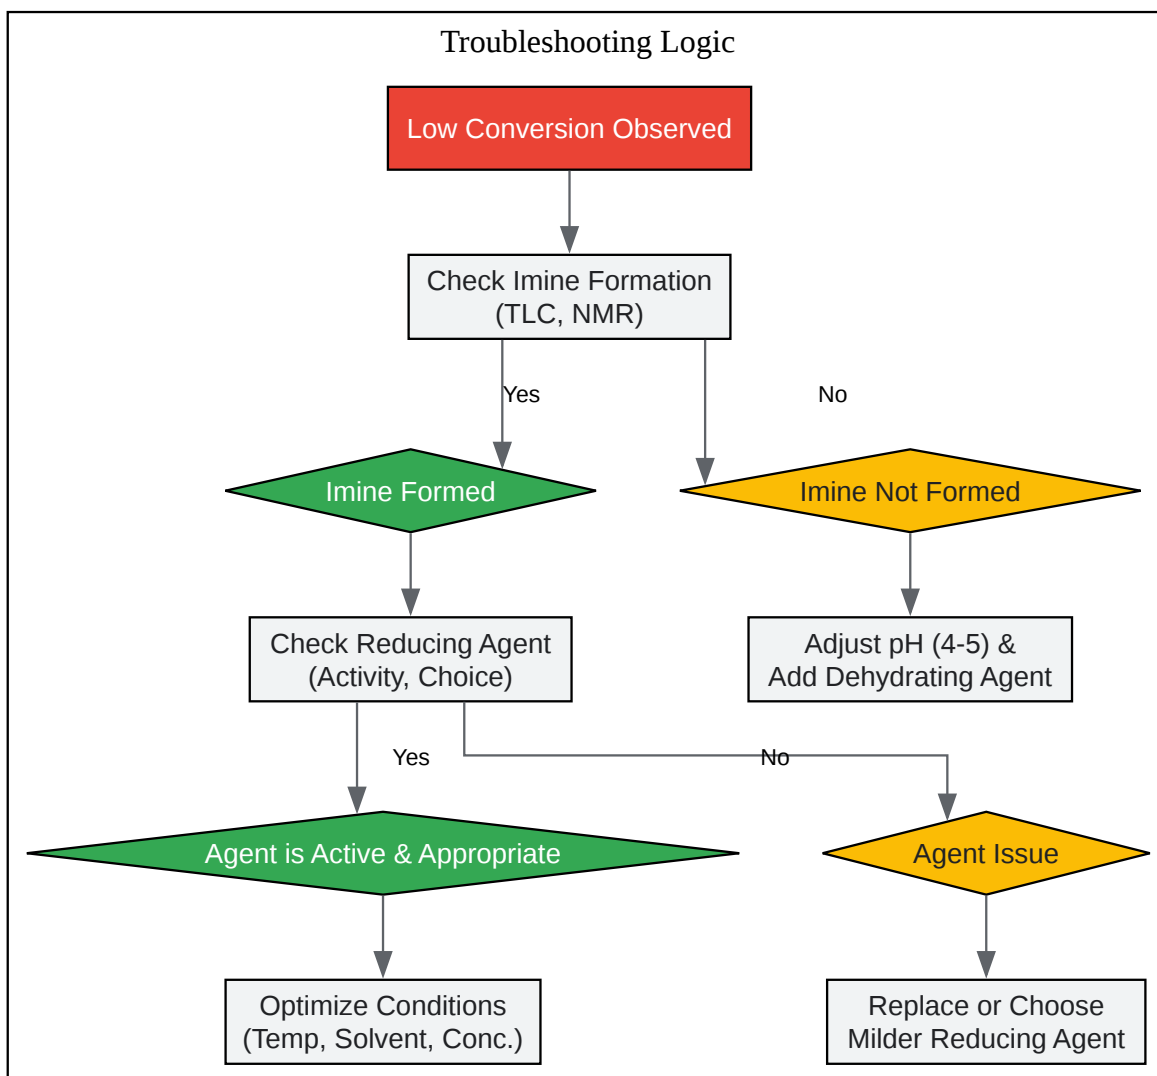 Troubleshooting Logic
Low Conversion Observed
Check Imine Formation
(TLC, NMR)
Yes
No
Imine Formed
Imine Not Formed
Check Reducing Agent
(Activity, Choice)
Adjust pH (4-5) &
Add Dehydrating Agent
Yes
No
Agent is Active & Appropriate
Agent Issue
Optimize Conditions
(Temp, Solvent, Conc.)
Replace or Choose
Milder Reducing Agent